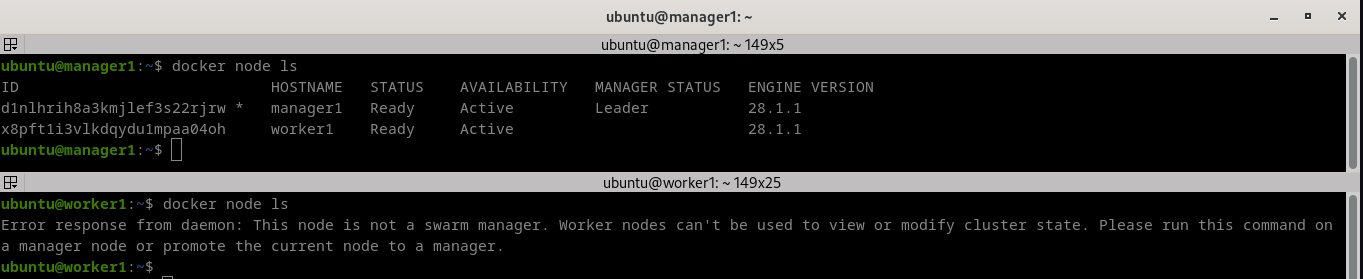 ubuntu@manager1: ~
ubuntu@manager1: ~ 149x5
ubuntu@manager1:~$ docker node ls
ID                            HOSTNAME   STATUS    AVAILABILITY   MANAGER STATUS   ENGINE VERSION
d1nlhrih8a3kmjlef3s22rjrw *   manager1   Ready     Active         Leader           28.1.1
x8pft1i3vlkdqydu1mpaa04oh     worker1    Ready     Active                          28.1.1
ubuntu@manager1:~$
ubuntu@worker1: ~ 149x25
ubuntu@worker1:~$ docker node ls
Error response from daemon: This node is not a swarm manager. Worker nodes can't be used to view or modify cluster state. Please run this command on
a manager node or promote the current node to a manager.
ubuntu@worker1:~$